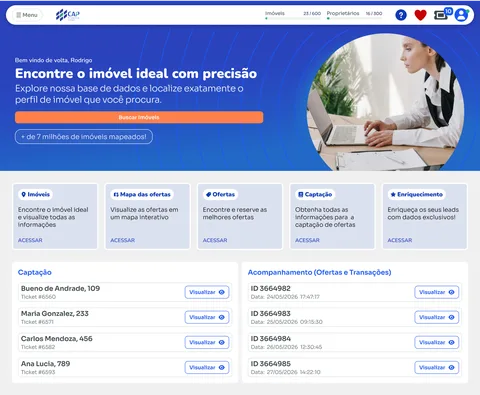 Menu
CAP
Imóveis 23 / 600
Proprietários 16 / 300
10
Bem vindo de volta, Rodrigo
Encontre o imóvel ideal com precisão
Explore nossa base de dados e localize exatamente o
perfil de imóvel que você procura.
Buscar Imóveis
+ de 7 milhões de imóveis mapeados!
Imóveis
Encontre o imóvel ideal
e visualize todas as
informações
ACESSAR
Mapa das ofertas
Visualize as ofertas em
um mapa interativo
ACESSAR
Ofertas
Encontre e reserve as
melhores ofertas
ACESSAR
Captação
Obtenha todas as
informações para a
captação de ofertas
ACESSAR
Enriquecimento
Enriqueça os seus leads
com dados exclusivos!
ACESSAR
Captação
Bueno de Andrade, 109
Ticket #6560
Visualizar
Maria Gonzalez, 233
Ticket #6571
Visualizar
Carlos Mendoza, 456
Ticket #6582
Visualizar
Ana Lucia, 789
Ticket #6593
Visualizar
Acompanhamento (Ofertas e Transações)
ID 3664982
Data: 24/05/2026 17:47:17
Visualizar
ID 3664983
Data: 25/05/2026 09:15:30
Visualizar
ID 3664984
Data: 26/05/2026 12:30:45
Visualizar
ID 3664985
Data: 27/05/2026 14:22:10
Visualizar